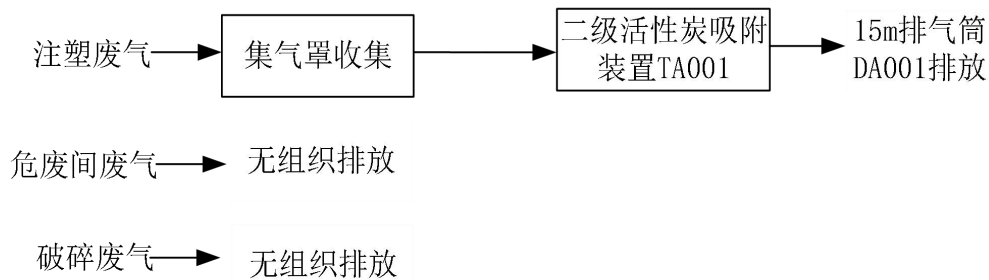 注塑废气
集气罩收集
二级活性炭吸附
装置TA001
15m排气筒
DA001排放
危废间废气
无组织排放
破碎废气
无组织排放